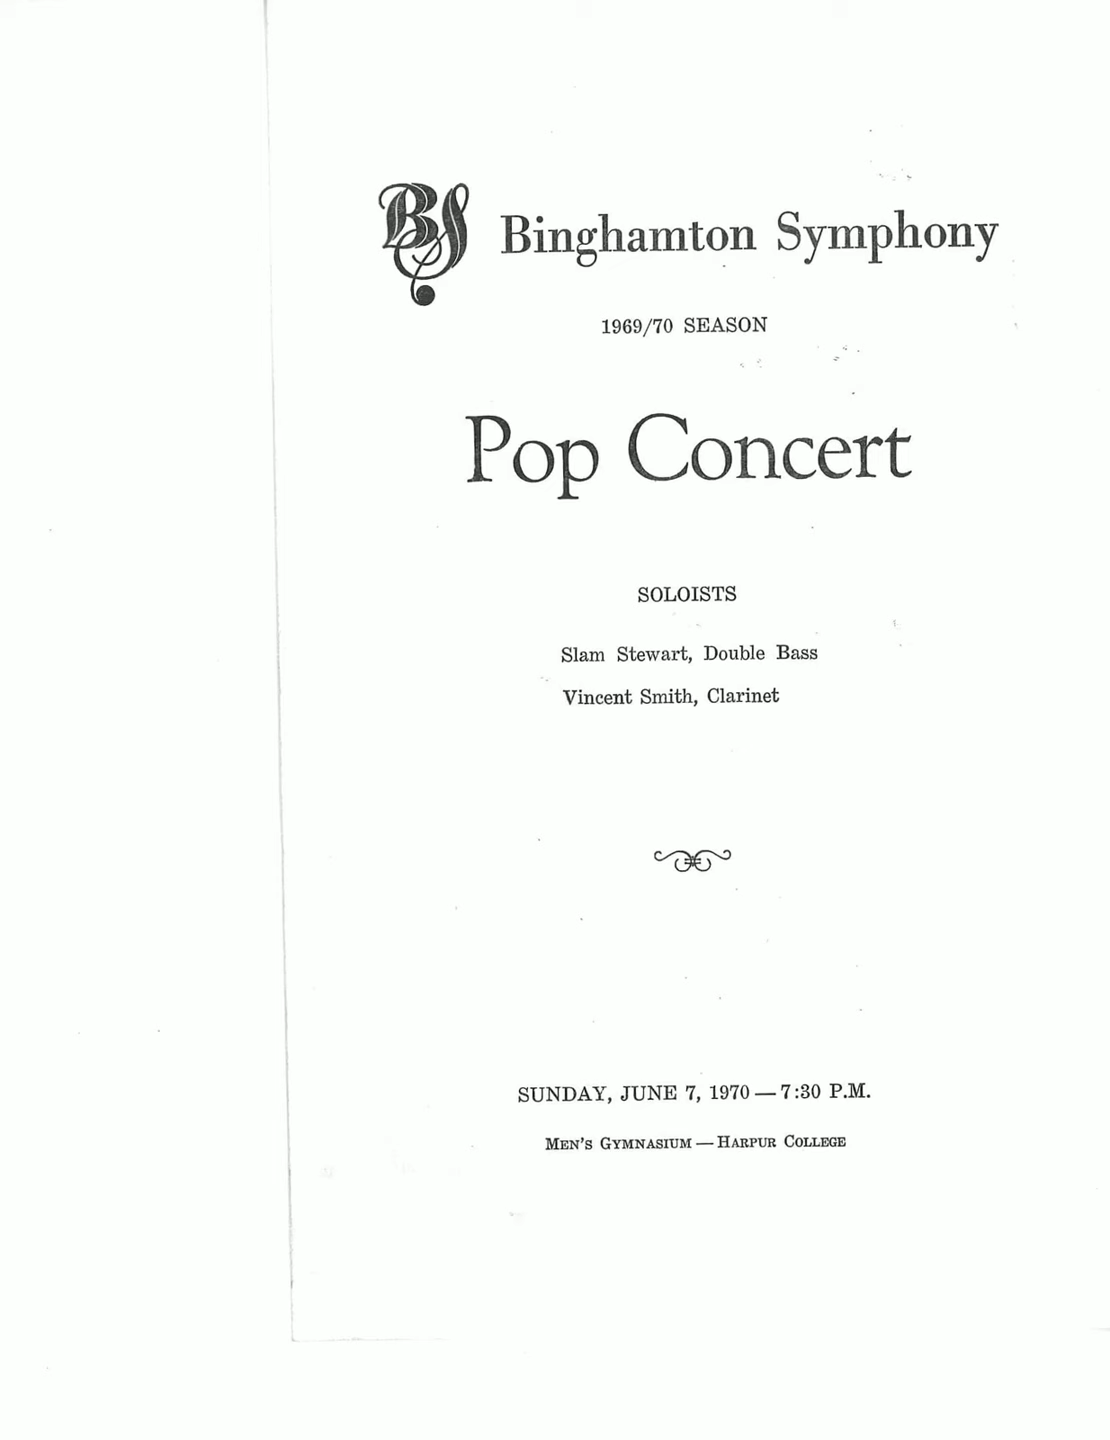 BS Binghamton Symphony
1969/70 SEASON
Pop Concert
SOLOISTS
Slam Stewart, Double Bass
Vincent Smith, Clarinet
SUNDAY, JUNE 7, 1970 — 7:30 P.M.
MEN'S GYMNASIUM — HARPUR COLLEGE